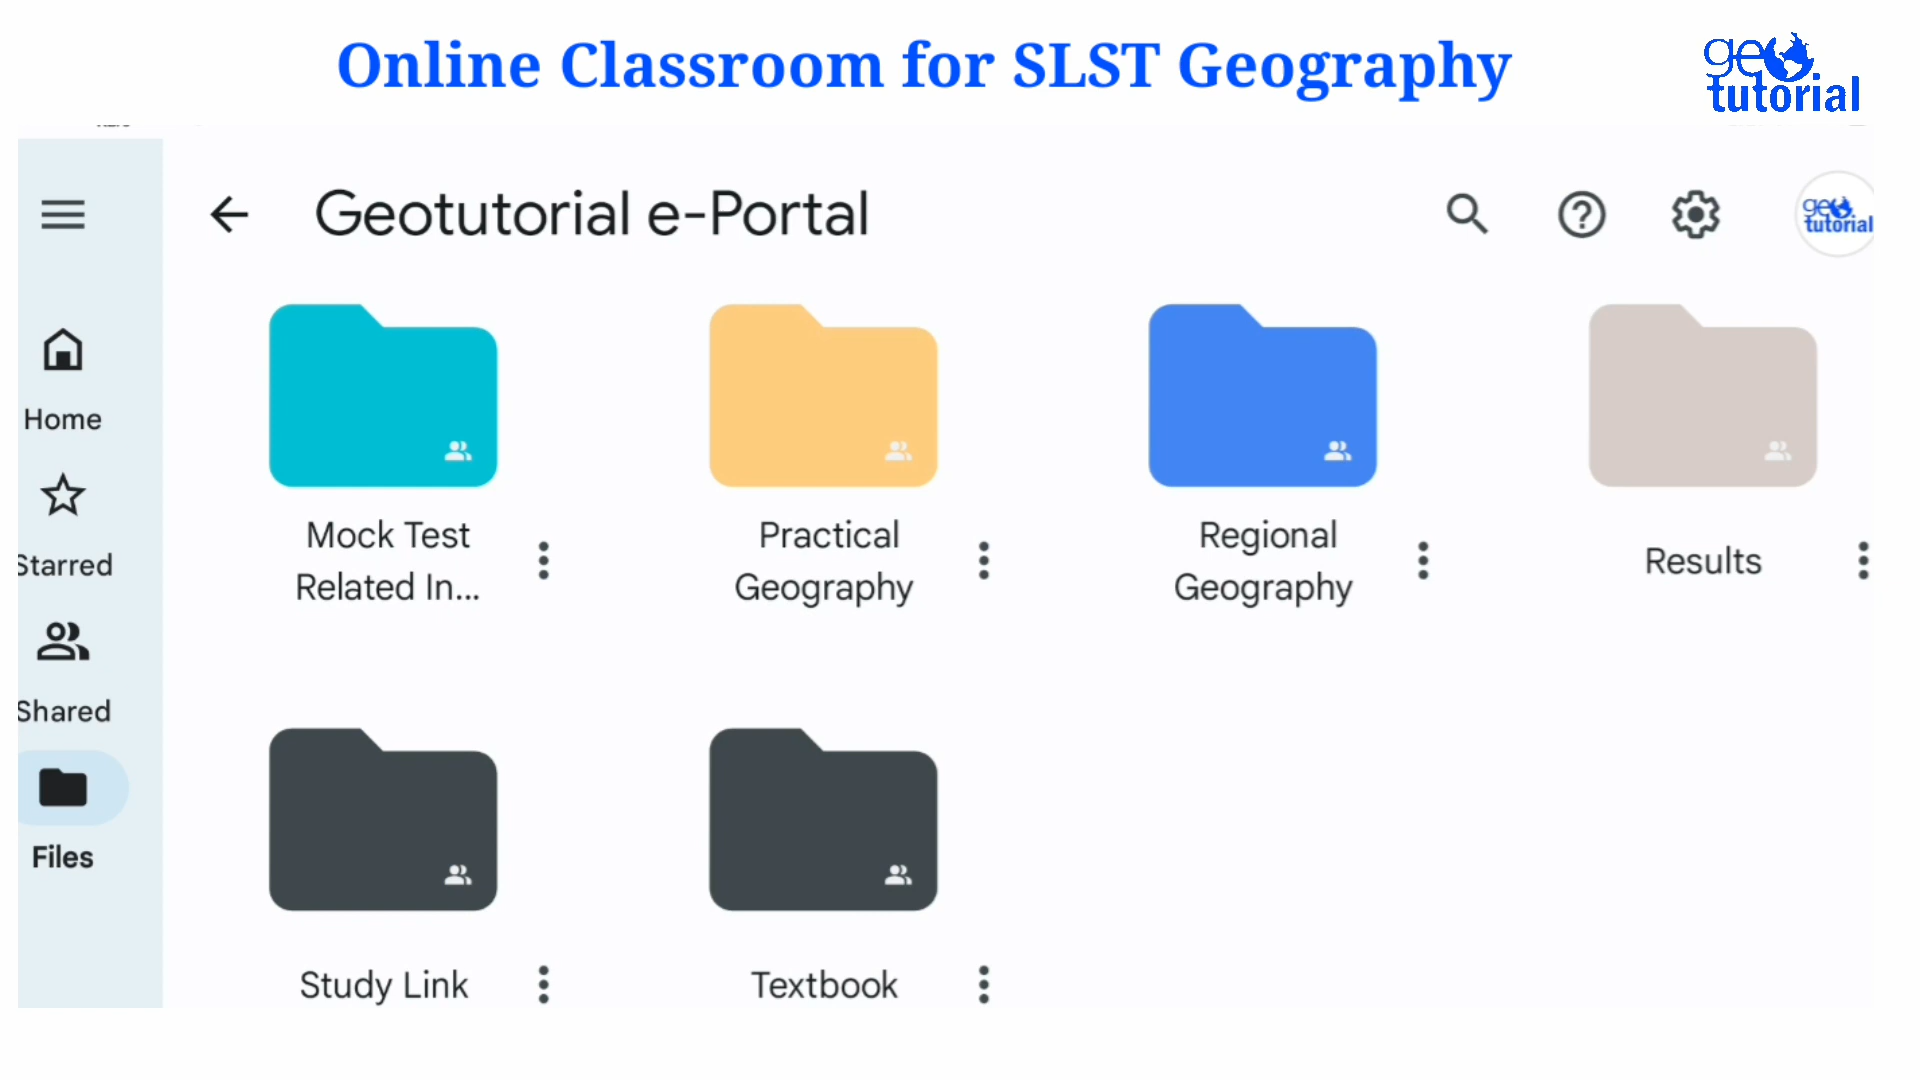 Online Classroom for SLST Geography
geo
tutorial
Geotutorial e-Portal
geo
tutorial
Home
Starred
Shared
Files
Mock Test
Related In...
Practical
Geography
Regional
Geography
Results
Study Link
Textbook